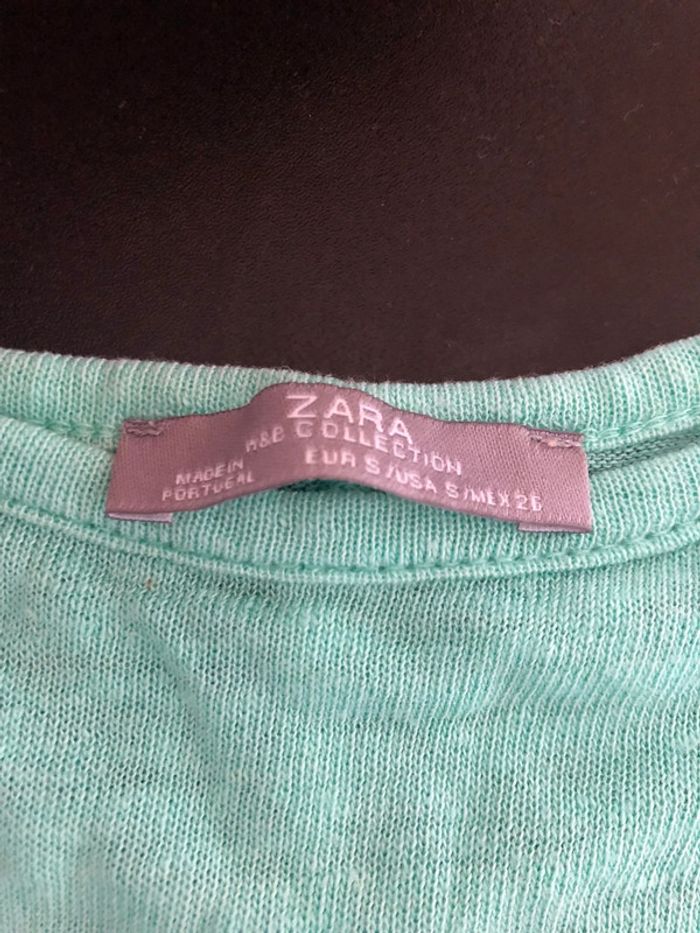 ZARA
W&B COLLECTION
MADE IN
PORTUGAL
EUR S / USA S / MEX 26